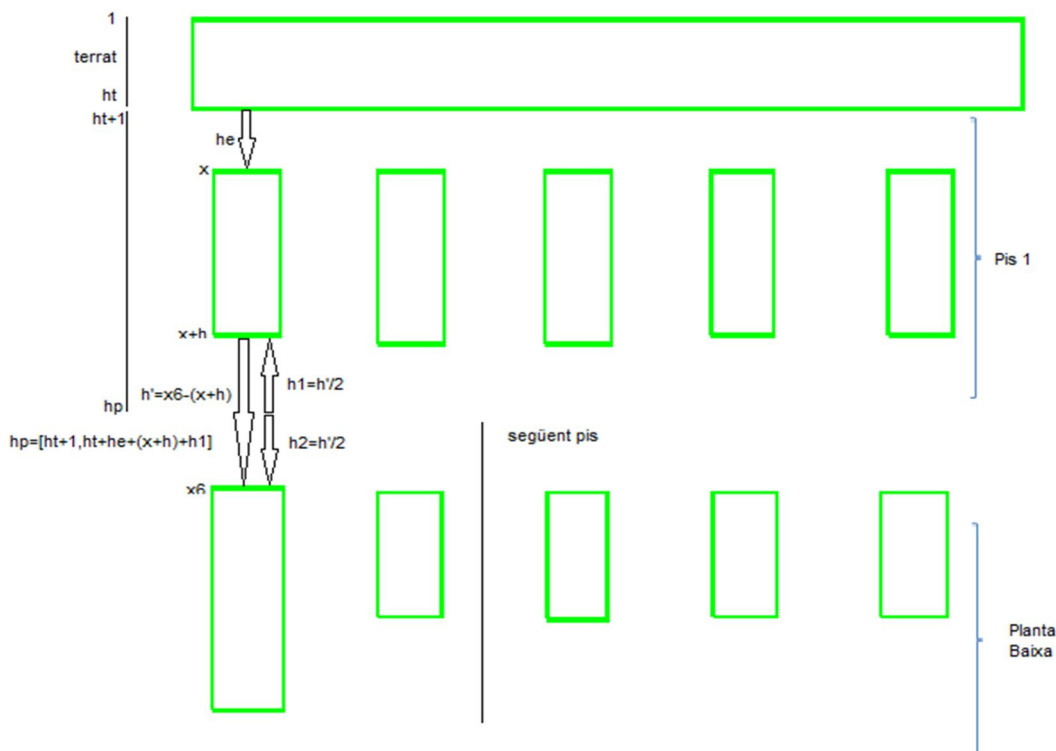 1
terrat
ht
ht+1
he
x
Pis 1
x+h
h'=x6-(x+h)
h1=h'/2
hp
hp=[ht+1,ht+he+(x+h)+h1]
h2=h'/2
següent pis
x6
Planta
Baixa